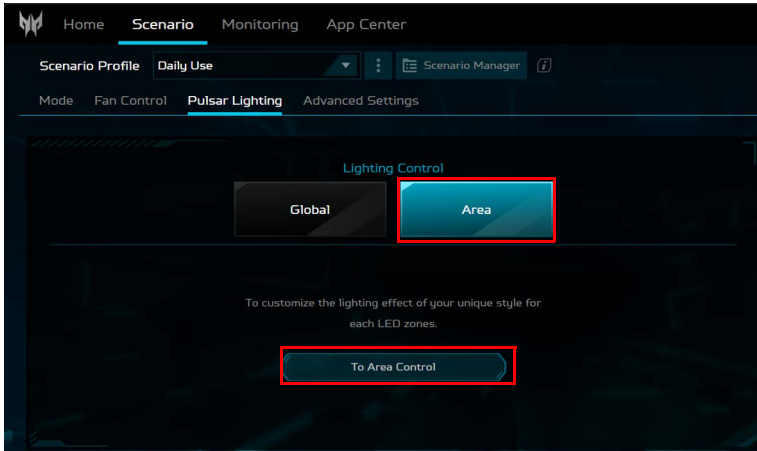 Home Scenario Monitoring App Center
Scenario Profile Daily Use Scenario Manager i
Mode Fan Control Pulsar Lighting Advanced Settings
Lighting Control
Global Area
To customize the lighting effect of your unique style for
each LED zones.
To Area Control